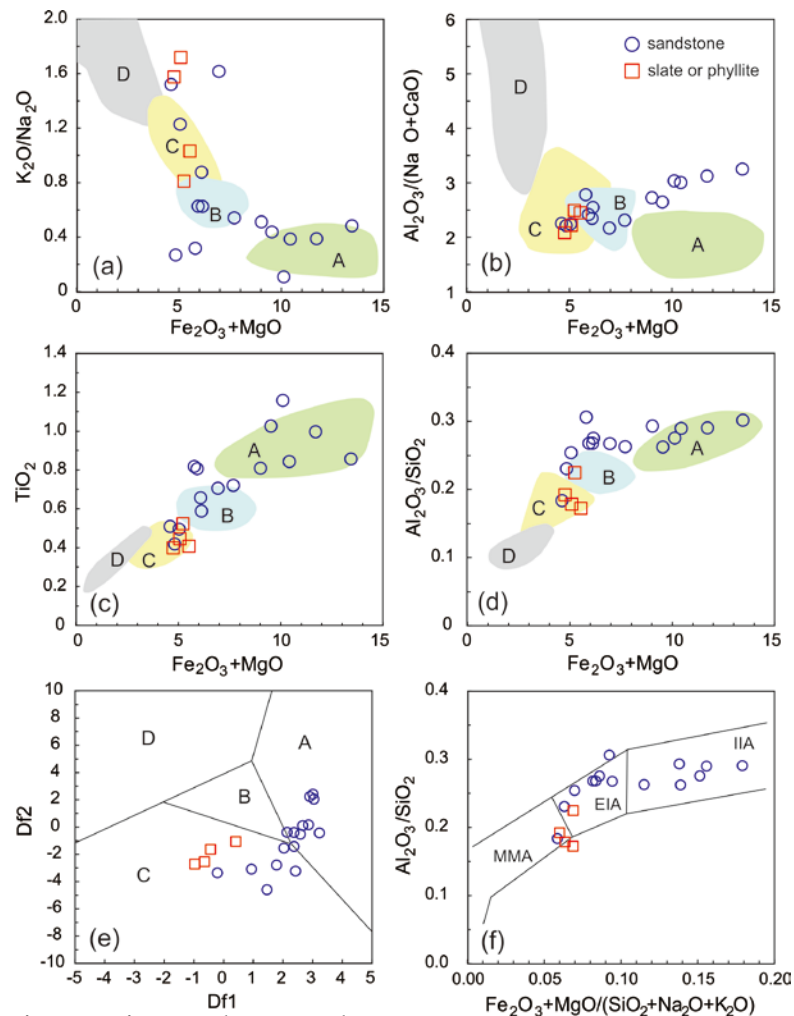 2.0
1.6
1.2
0.8
0.4
0
K₂O/Na₂O
D
C
B
A
(a)
0
5
10
15
Fe₂O₃+MgO
6
5
4
3
2
1
Al₂O₃/(Na O+CaO)
sandstone
slate or phyllite
D
C
B
A
(b)
0
5
10
15
Fe₂O₃+MgO
1.4
1.2
1.0
0.8
0.6
0.4
0.2
0
TiO₂
A
B
C
D
(c)
0
5
10
15
Fe₂O₃+MgO
0.4
0.3
0.2
0.1
0.0
Al₂O₃/SiO₂
A
B
C
D
(d)
0
5
10
15
Fe₂O₃+MgO
10
8
6
4
2
0
-2
-4
-6
-8
-10
Df2
D
A
B
C
(e)
-5
-4
-3
-2
-1
0
1
2
3
4
5
Df1
0.4
0.3
0.2
0.1
0.0
Al₂O₃/SiO₂
IIA
EIA
MMA
(f)
0.00
0.05
0.10
0.15
0.20
Fe₂O₃+MgO/(SiO₂+Na₂O+K₂O)